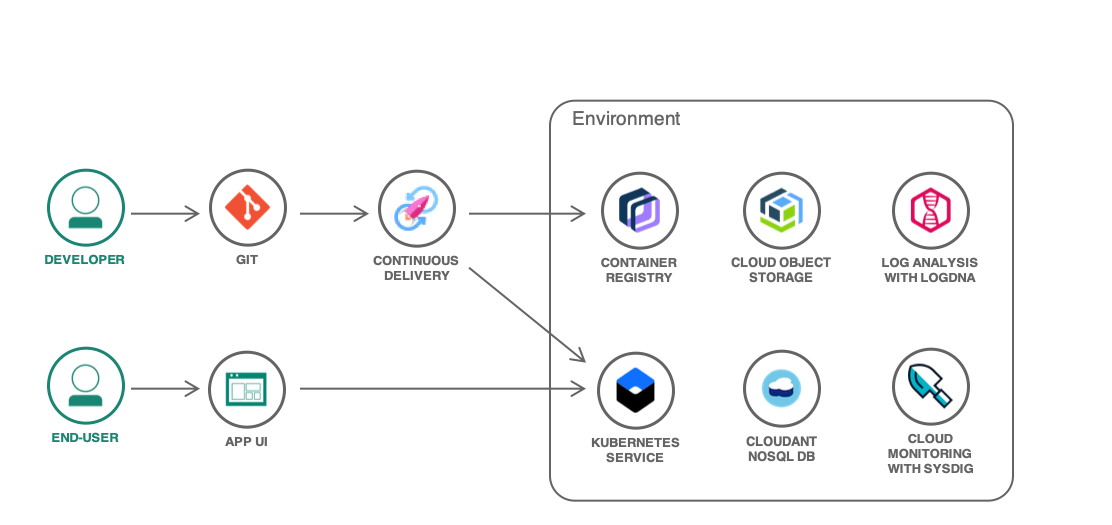 Environment
DEVELOPER
GIT
CONTINUOUS
DELIVERY
CONTAINER
REGISTRY
CLOUD OBJECT
STORAGE
LOG ANALYSIS
WITH LOGDNA
END-USER
APP UI
KUBERNETES
SERVICE
CLOUDANT
NOSQL DB
CLOUD
MONITORING
WITH SYSDIG